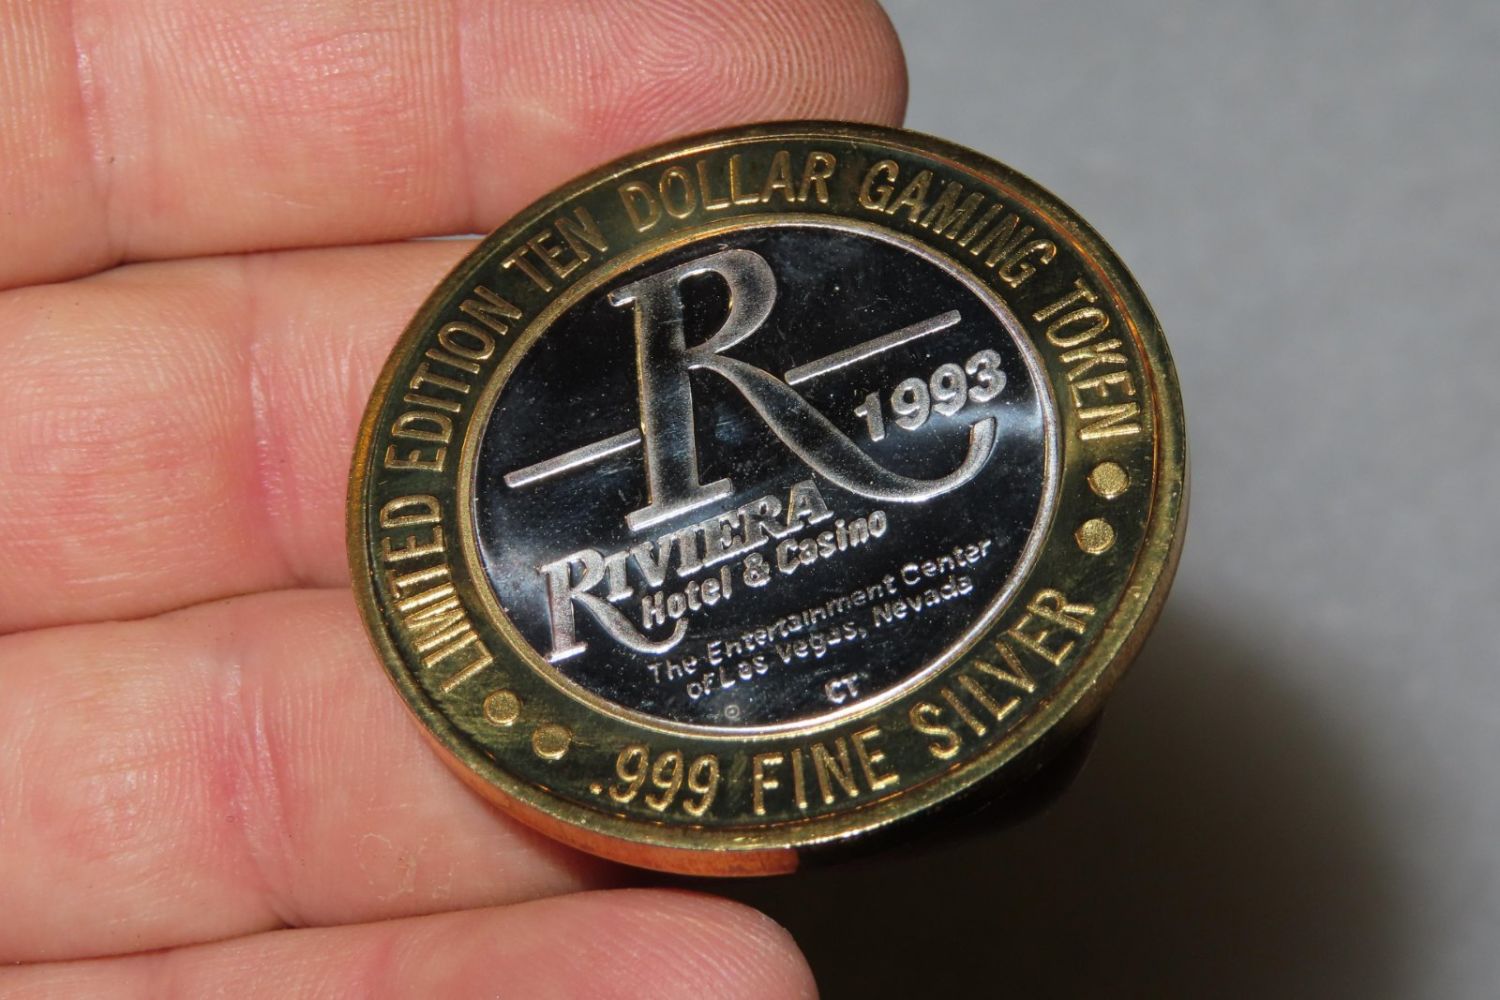 LIMITED EDITION TEN DOLLAR GAMING TOKEN
R
1993
RIVIERA
Hotel & Casino
The Entertainment Center
of Las Vegas, Nevada
CT
.999 FINE SILVER